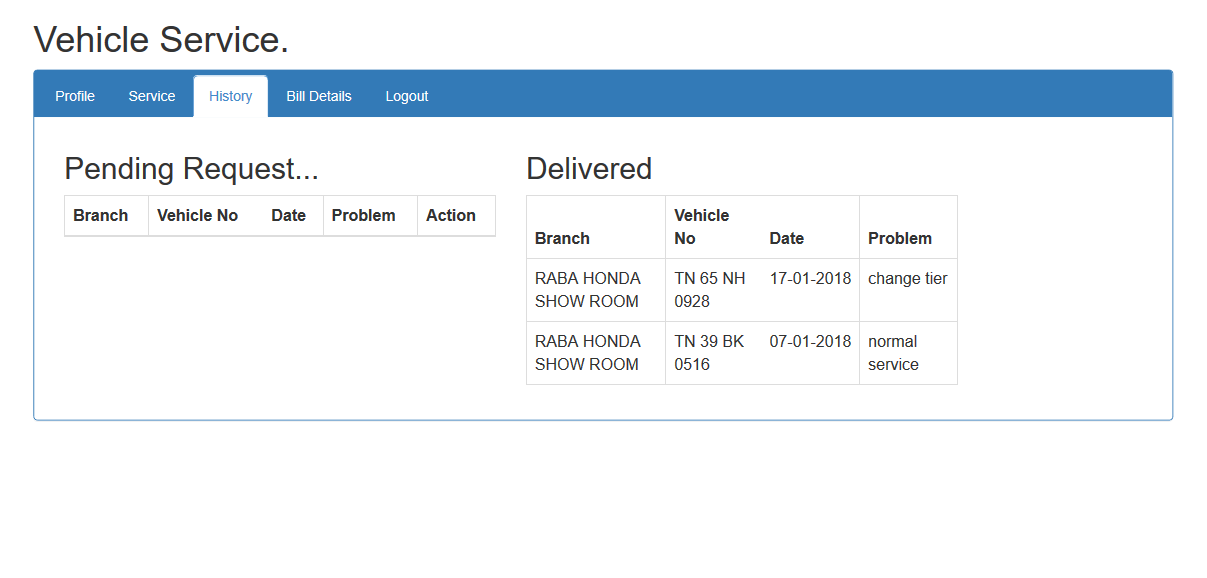 Vehicle Service.
Profile Service History Bill Details Logout
Pending Request...
Branch Vehicle No Date Problem Action
Delivered
Vehicle
Branch No Date Problem
RABA HONDA TN 65 NH 17-01-2018 change tier
SHOW ROOM 0928
RABA HONDA TN 39 BK 07-01-2018 normal
SHOW ROOM 0516 service